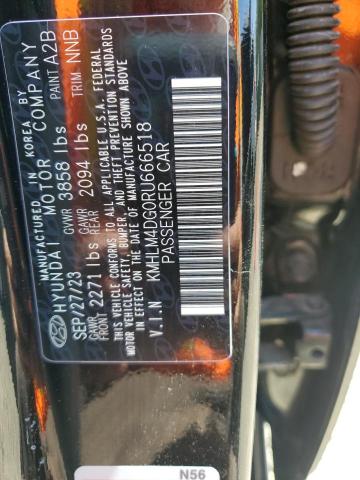 MANUFACTURED IN KOREA BY
HYUNDAI MOTOR COMPANY
SEP/27/23 GVWR 3858 lbs PAINT A2B
GAWR FRONT 2271 lbs GAWR REAR 2094 lbs TRIM NNB
THIS VEHICLE CONFORMS TO ALL APPLICABLE U.S.A. FEDERAL
MOTOR VEHICLE SAFETY, BUMPER, AND THEFT PREVENTION STANDARDS
IN EFFECT ON THE DATE OF MANUFACTURE SHOWN ABOVE
V.I.N KMHLM4DG0RU666518
PASSENGER CAR
N56